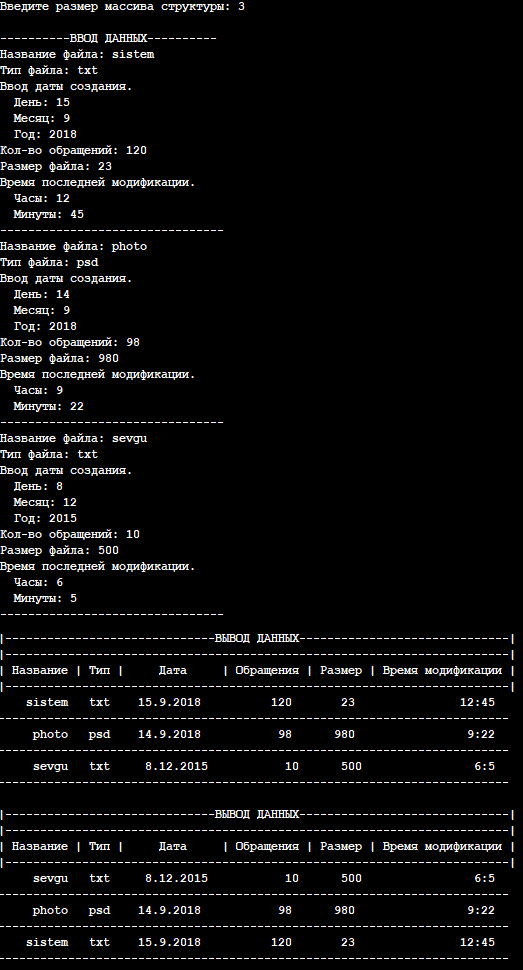 Введите размер массива структуры: 3
----------ВВОД ДАННЫХ----------
Название файла: sistem
Тип файла: txt
Ввод даты создания.
  День: 15
  Месяц: 9
  Год: 2018
Кол-во обращений: 120
Размер файла: 23
Время последней модификации.
  Часы: 12
  Минуты: 45
--------------------------------
Название файла: photo
Тип файла: psd
Ввод даты создания.
  День: 14
  Месяц: 9
  Год: 2018
Кол-во обращений: 98
Размер файла: 980
Время последней модификации.
  Часы: 9
  Минуты: 22
--------------------------------
Название файла: sevgu
Тип файла: txt
Ввод даты создания.
  День: 8
  Месяц: 12
  Год: 2015
Кол-во обращений: 10
Размер файла: 500
Время последней модификации.
  Часы: 6
  Минуты: 5
--------------------------------
|------------------------------ВЫВОД ДАННЫХ------------------------------|
|------------------------------------------------------------------------|
| Название | Тип |     Дата     | Обращения | Размер | Время модификации |
|------------------------------------------------------------------------|
   sistem   txt    15.9.2018          120       23               12:45
-------------------------------------------------------------------------
    photo   psd    14.9.2018           98      980                9:22
-------------------------------------------------------------------------
    sevgu   txt     8.12.2015           10      500                6:5
-------------------------------------------------------------------------
|------------------------------ВЫВОД ДАННЫХ------------------------------|
|------------------------------------------------------------------------|
| Название | Тип |     Дата     | Обращения | Размер | Время модификации |
|------------------------------------------------------------------------|
    sevgu   txt     8.12.2015           10      500                6:5
-------------------------------------------------------------------------
    photo   psd    14.9.2018           98      980                9:22
-------------------------------------------------------------------------
   sistem   txt    15.9.2018          120       23               12:45
-------------------------------------------------------------------------